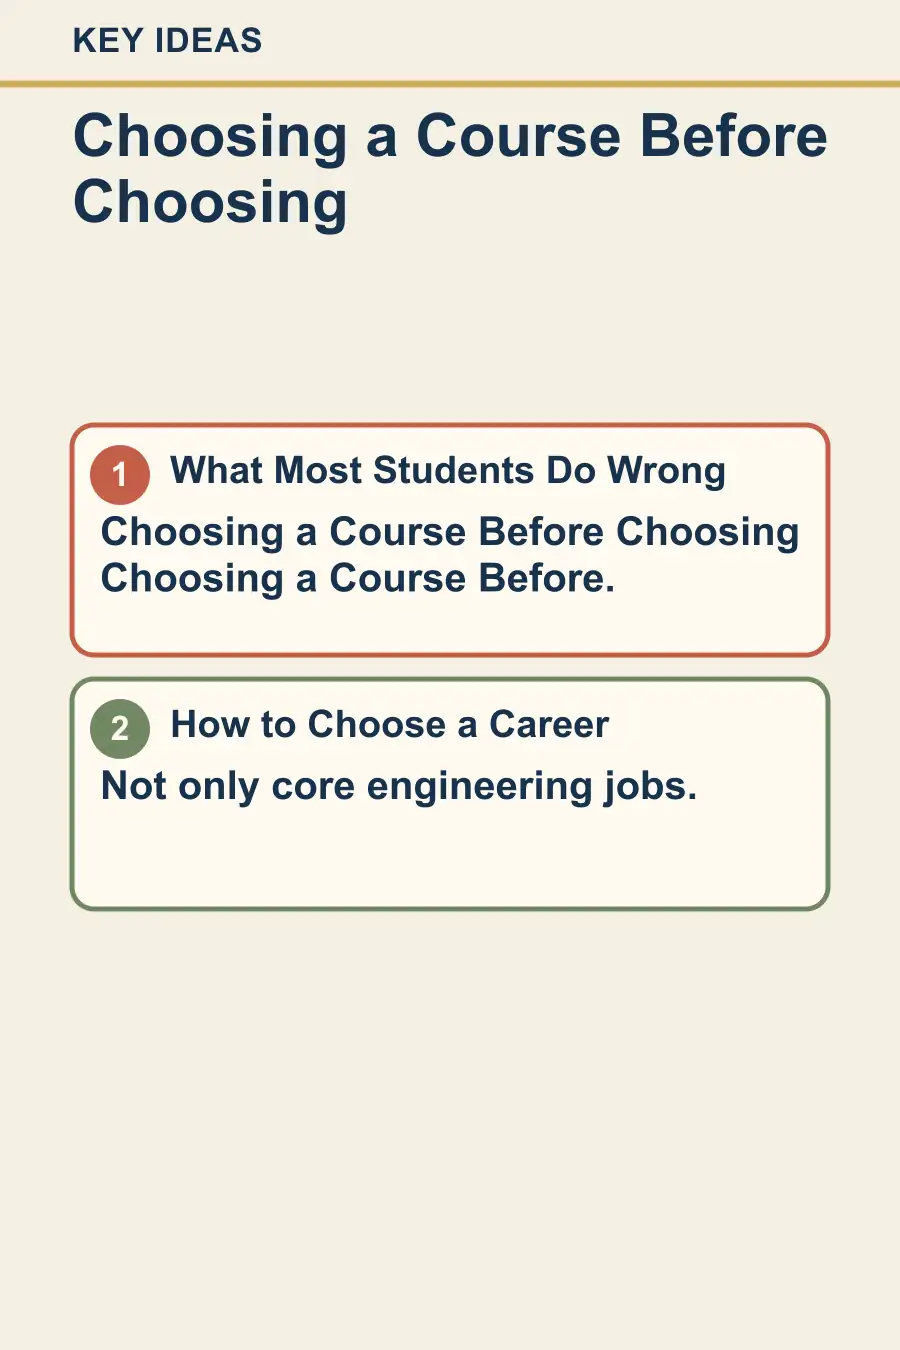 KEY IDEAS
Choosing a Course Before
Choosing
1 What Most Students Do Wrong
Choosing a Course Before Choosing
Choosing a Course Before.
2 How to Choose a Career
Not only core engineering jobs.